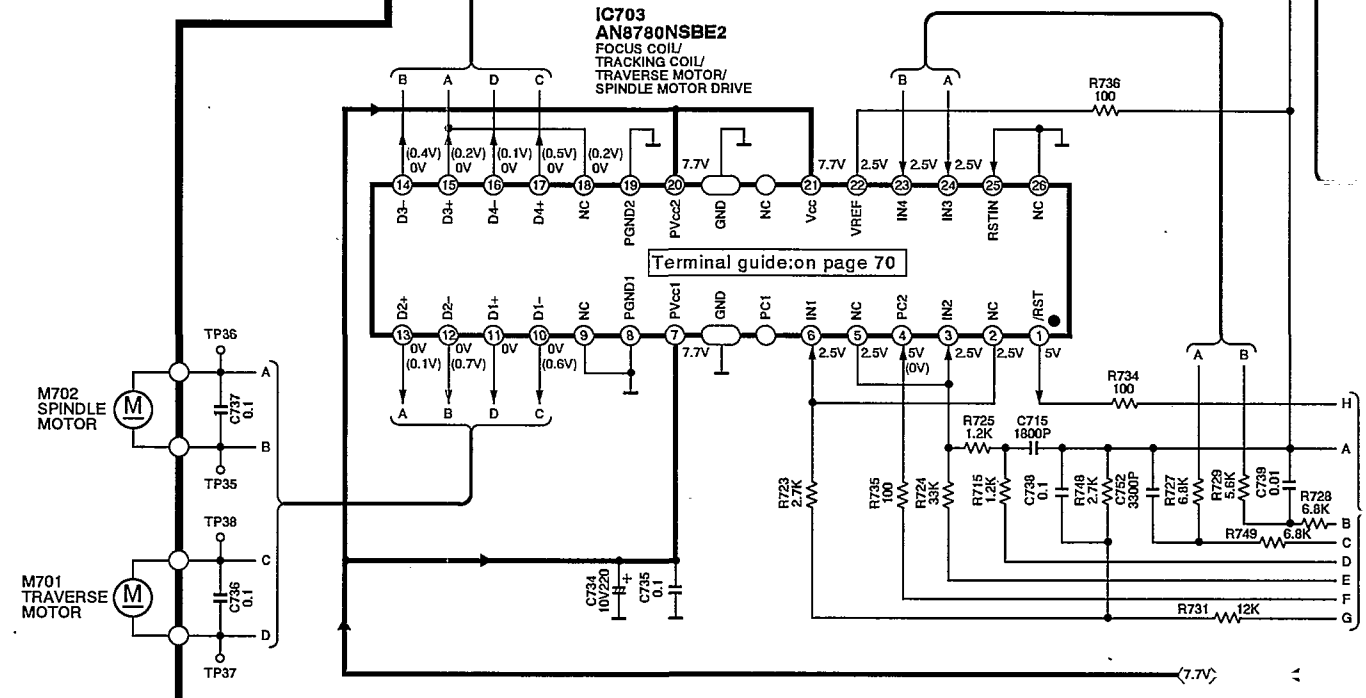 IC703
AN8780NSBE2
FOCUS COIL/
TRACKING COIL/
TRAVERSE MOTOR/
SPINDLE MOTOR DRIVE
B A D C
B A
R736
100
(0.4V) (0.2V) (0.1V) (0.5V) (0.2V)
0V 0V 0V 0V 0V
7.7V 7.7V 2.5V 2.5V 2.5V
14 15 16 17 18 19 20 21 22 23 24 25 26
D3- D3+ D4- D4+ NC PGND2 PVcc2 GND NC Vcc VREF IN4 IN3 RSTIN NC
Terminal guide:on page 70
D2+ D2- D1+ D1- NC PGND1 PVcc1 GND PC1 IN1 NC PC2 IN2 NC /RST
13 12 11 10 9 8 7 6 5 4 3 2 1
0V 0V 0V 0V 7.7V 2.5V 2.5V 5V 2.5V 2.5V 5V
(0.1V) (0.7V) (0.6V) (0V)
A B
A B D C
TP36
A
M702
SPINDLE
MOTOR
M
C737
0.1
B
TP35
TP38
C
M701
TRAVERSE
MOTOR
M
C736
0.1
D
TP37
R734
100
H
R725
1.2K
C715
1800P
A
R723
2.7K
R735
100
R724
33K
R715
1.2K
C738
0.1
R748
2.7K
C752
3300P
R727
6.8K
R729
5.6K
C739
0.01
R728
6.8K
B
R749
6.8K
C
D
E
F
R731 12K
G
C734
10V220
+
C735
0.1
(7.7V)